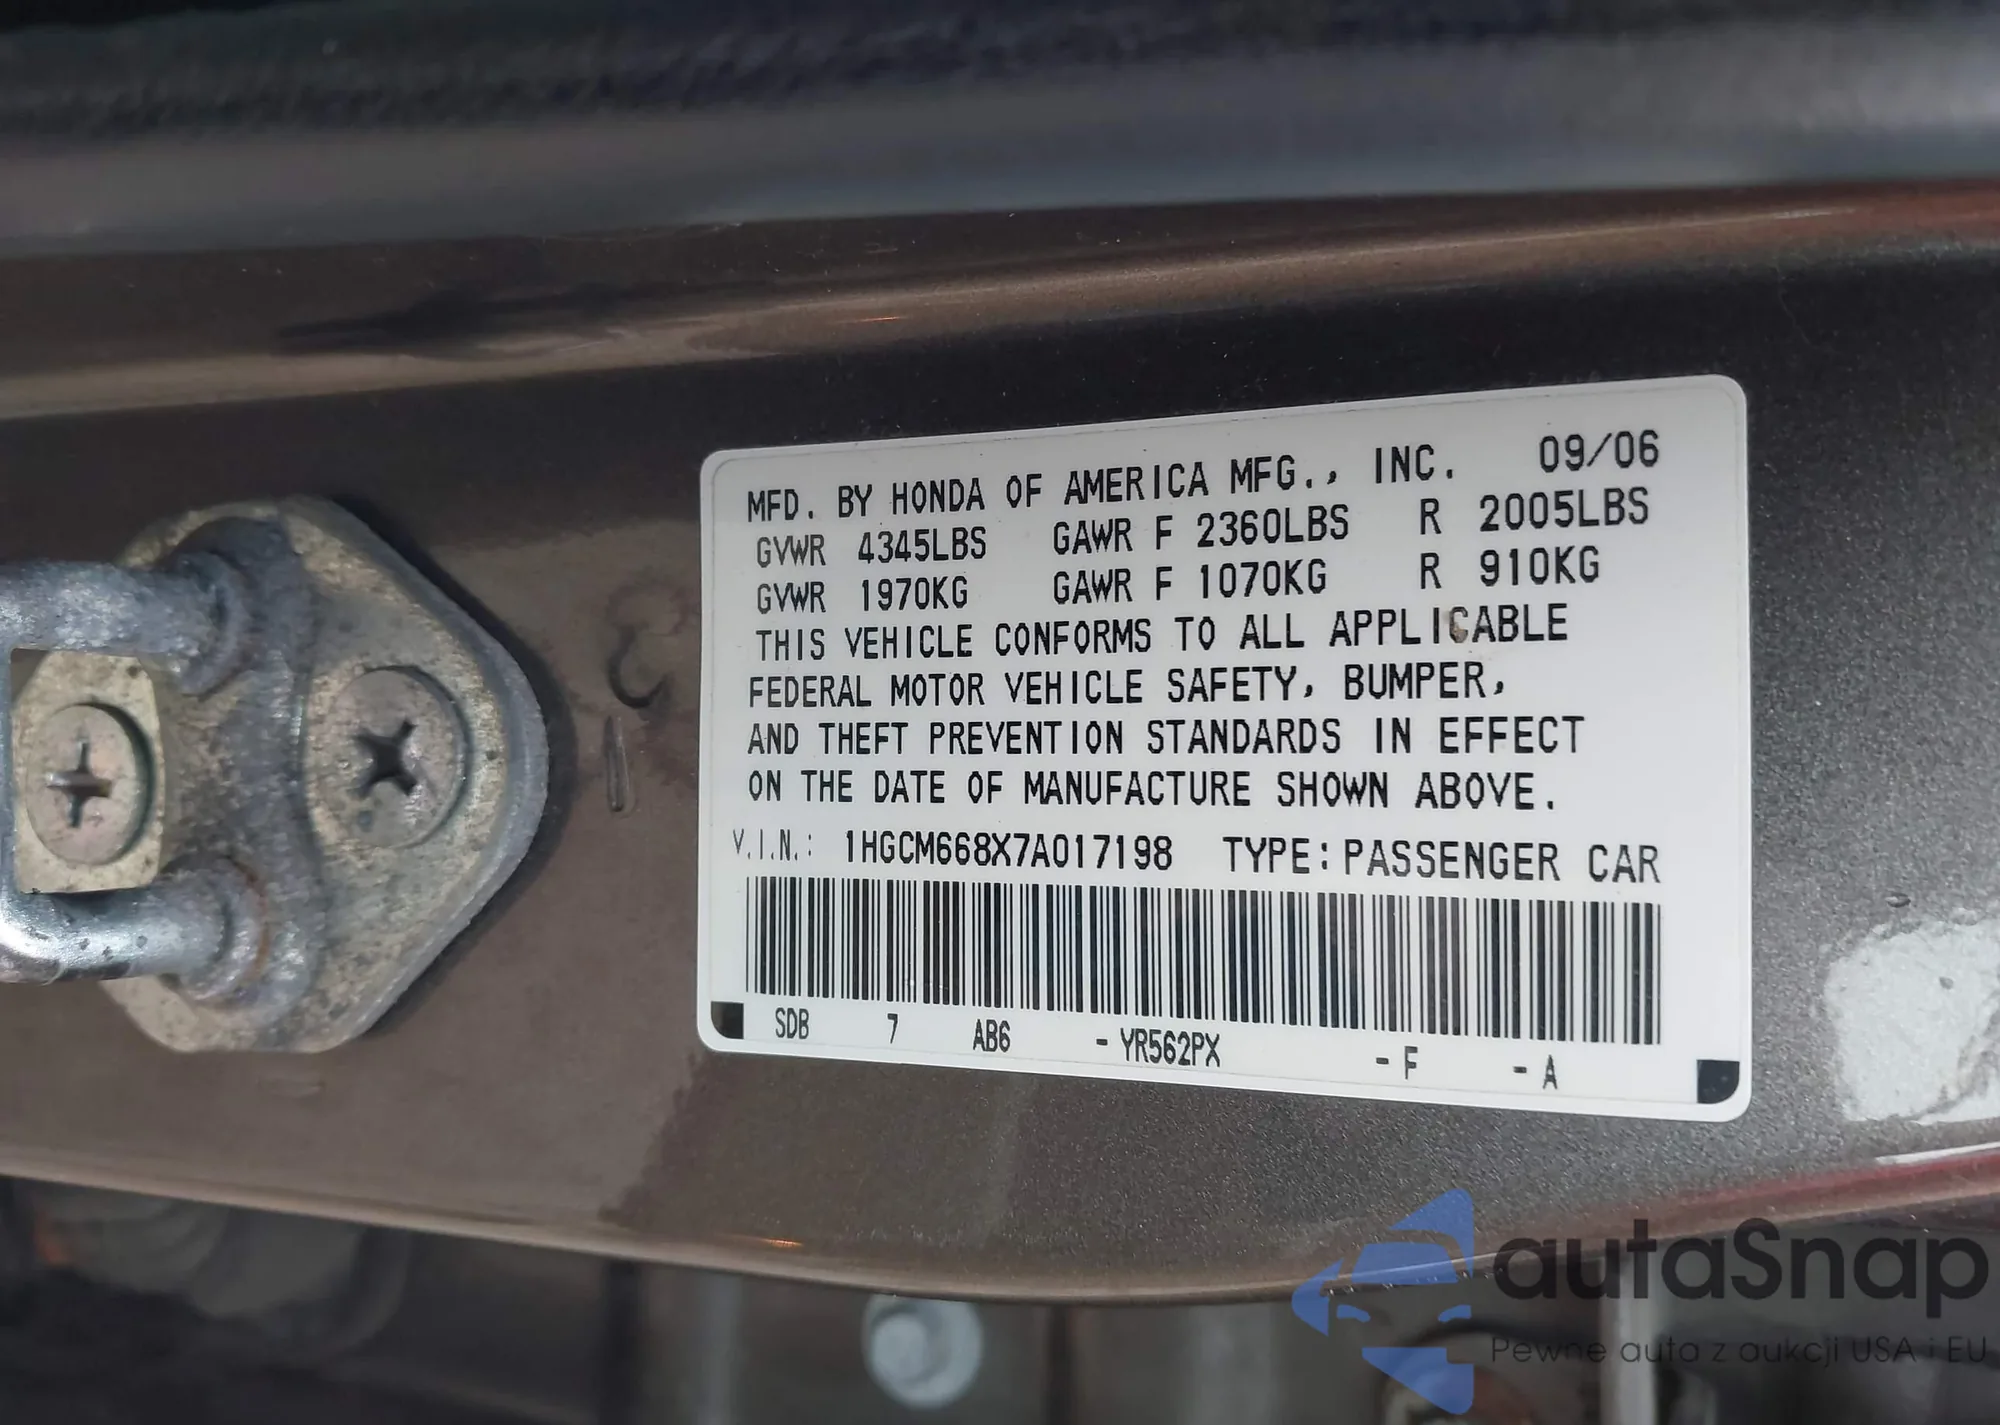 MFD. BY HONDA OF AMERICA MFG., INC. 09/06
GVWR 4345LBS GAWR F 2360LBS R 2005LBS
GVWR 1970KG GAWR F 1070KG R 910KG
THIS VEHICLE CONFORMS TO ALL APPLICABLE
FEDERAL MOTOR VEHICLE SAFETY, BUMPER,
AND THEFT PREVENTION STANDARDS IN EFFECT
ON THE DATE OF MANUFACTURE SHOWN ABOVE.
V.I.N.: 1HGCM668X7A017198 TYPE: PASSENGER CAR
SDB 7 AB6 - YR562PX - F - A
autaSnap
Pewne auta z aukcji USA i EU